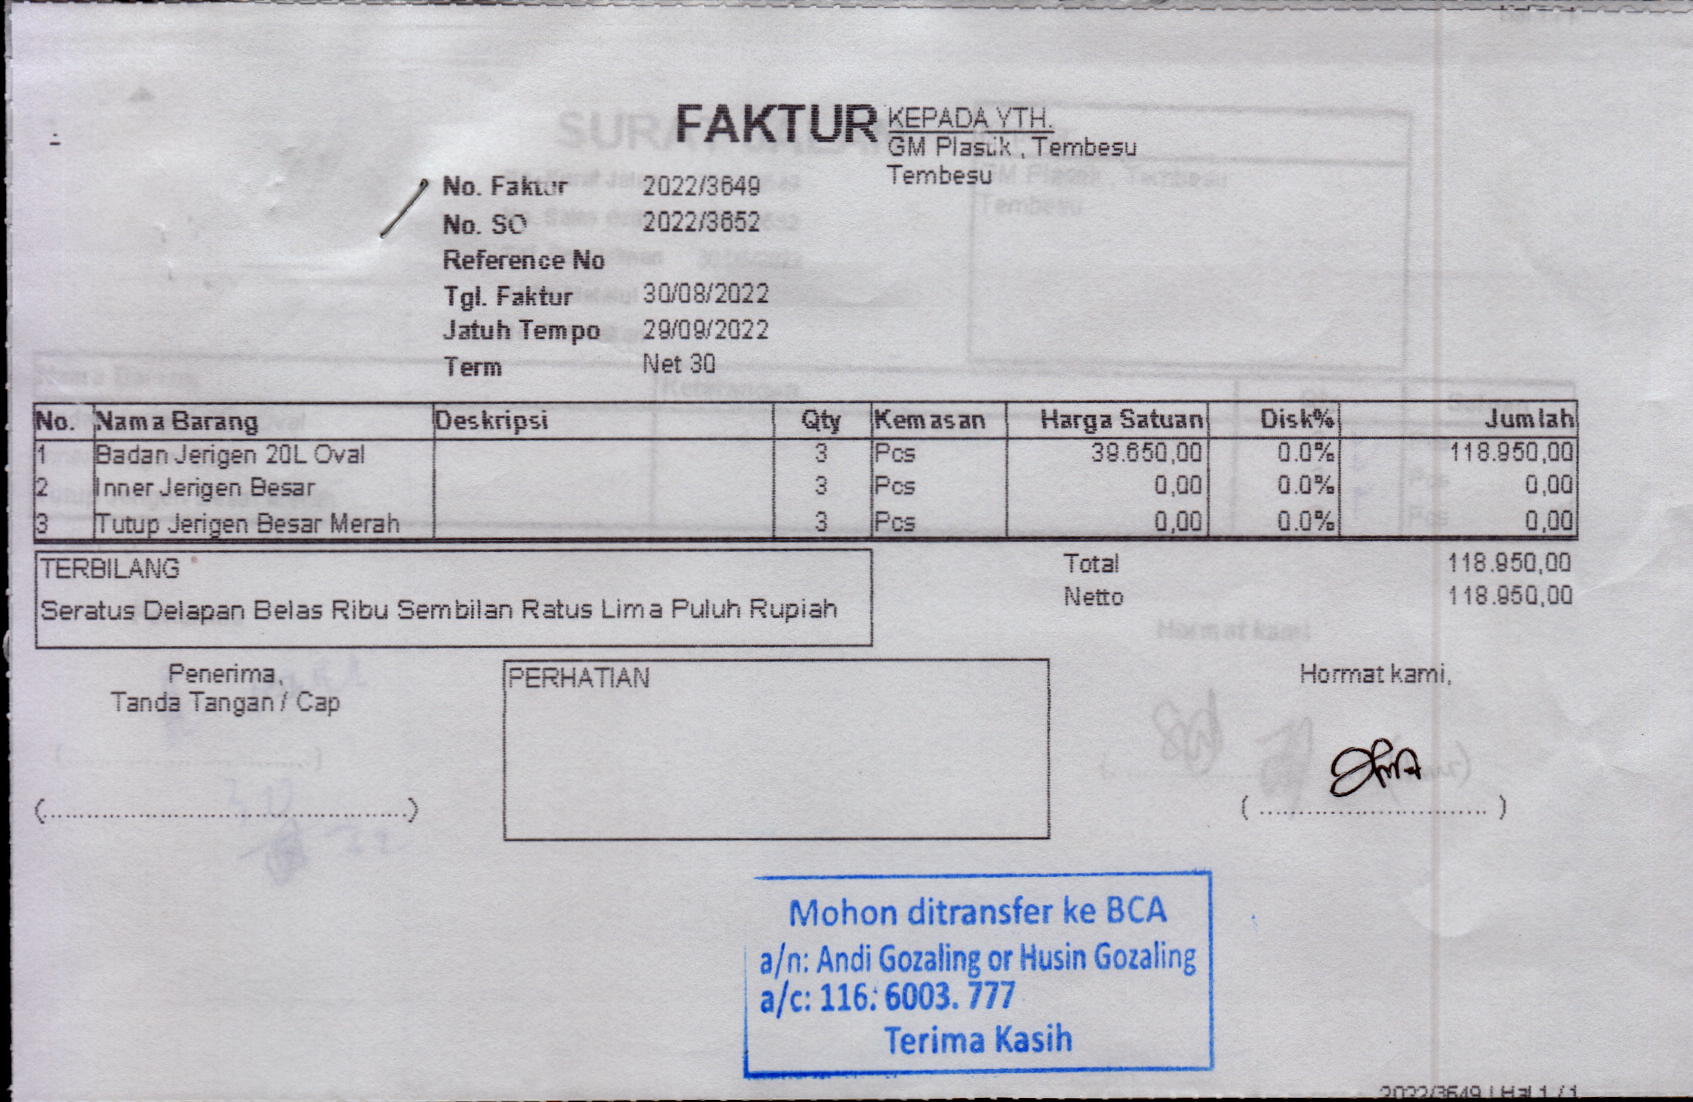 FAKTUR
KEPADA YTH.
GM Plastik , Tembesu
Tembesu
No. Faktur 2022/3649
No. SO 2022/3652
Reference No
Tgl. Faktur 30/08/2022
Jatuh Tempo 29/09/2022
Term Net 30
No. Nama Barang Deskripsi Qty Kemasan Harga Satuan Disk% Jumlah
1 Badan Jerigen 20L Oval 3 Pcs 39.650,00 0.0% 118.950,00
2 Inner Jerigen Besar 3 Pcs 0,00 0.0% 0,00
3 Tutup Jerigen Besar Merah 3 Pcs 0,00 0.0% 0,00
TERBILANG
Seratus Delapan Belas Ribu Sembilan Ratus Lima Puluh Rupiah
Total 118.950,00
Netto 118.950,00
Penerima,
Tanda Tangan / Cap
(..........................................)
PERHATIAN
Hormat kami,
( ........................... )
Mohon ditransfer ke BCA
a/n: Andi Gozaling or Husin Gozaling
a/c: 116. 6003. 777
Terima Kasih
2022/3649 | Hal 1 / 1